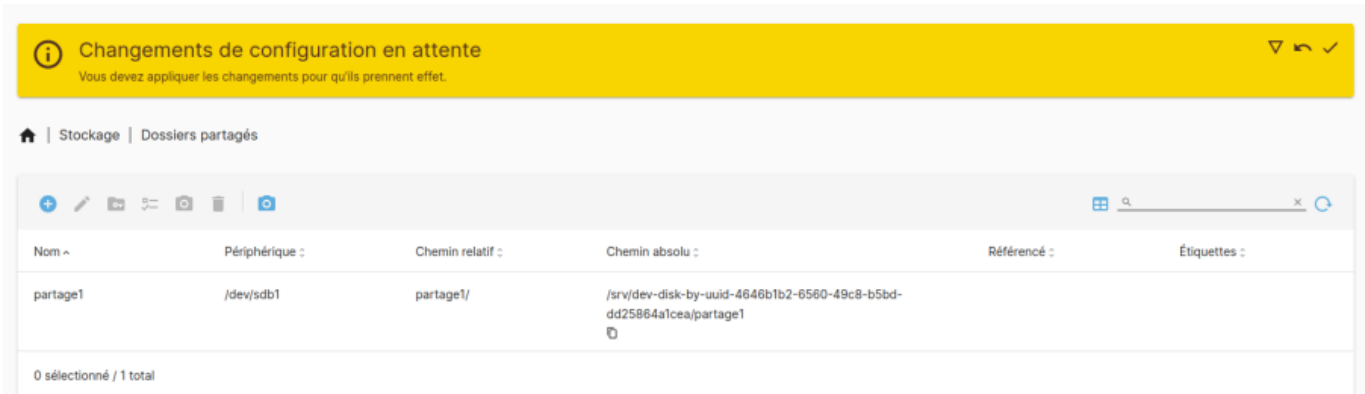 Changements de configuration en attente
Vous devez appliquer les changements pour qu'ils prennent effet.
| Stockage | Dossiers partagés
Nom Périphérique Chemin relatif Chemin absolu Référencé Étiquettes
partage1 /dev/sdb1 partage1/ /srv/dev-disk-by-uuid-4646b1b2-6560-49c8-b5bd-
dd25864a1cea/partage1
0 sélectionné / 1 total